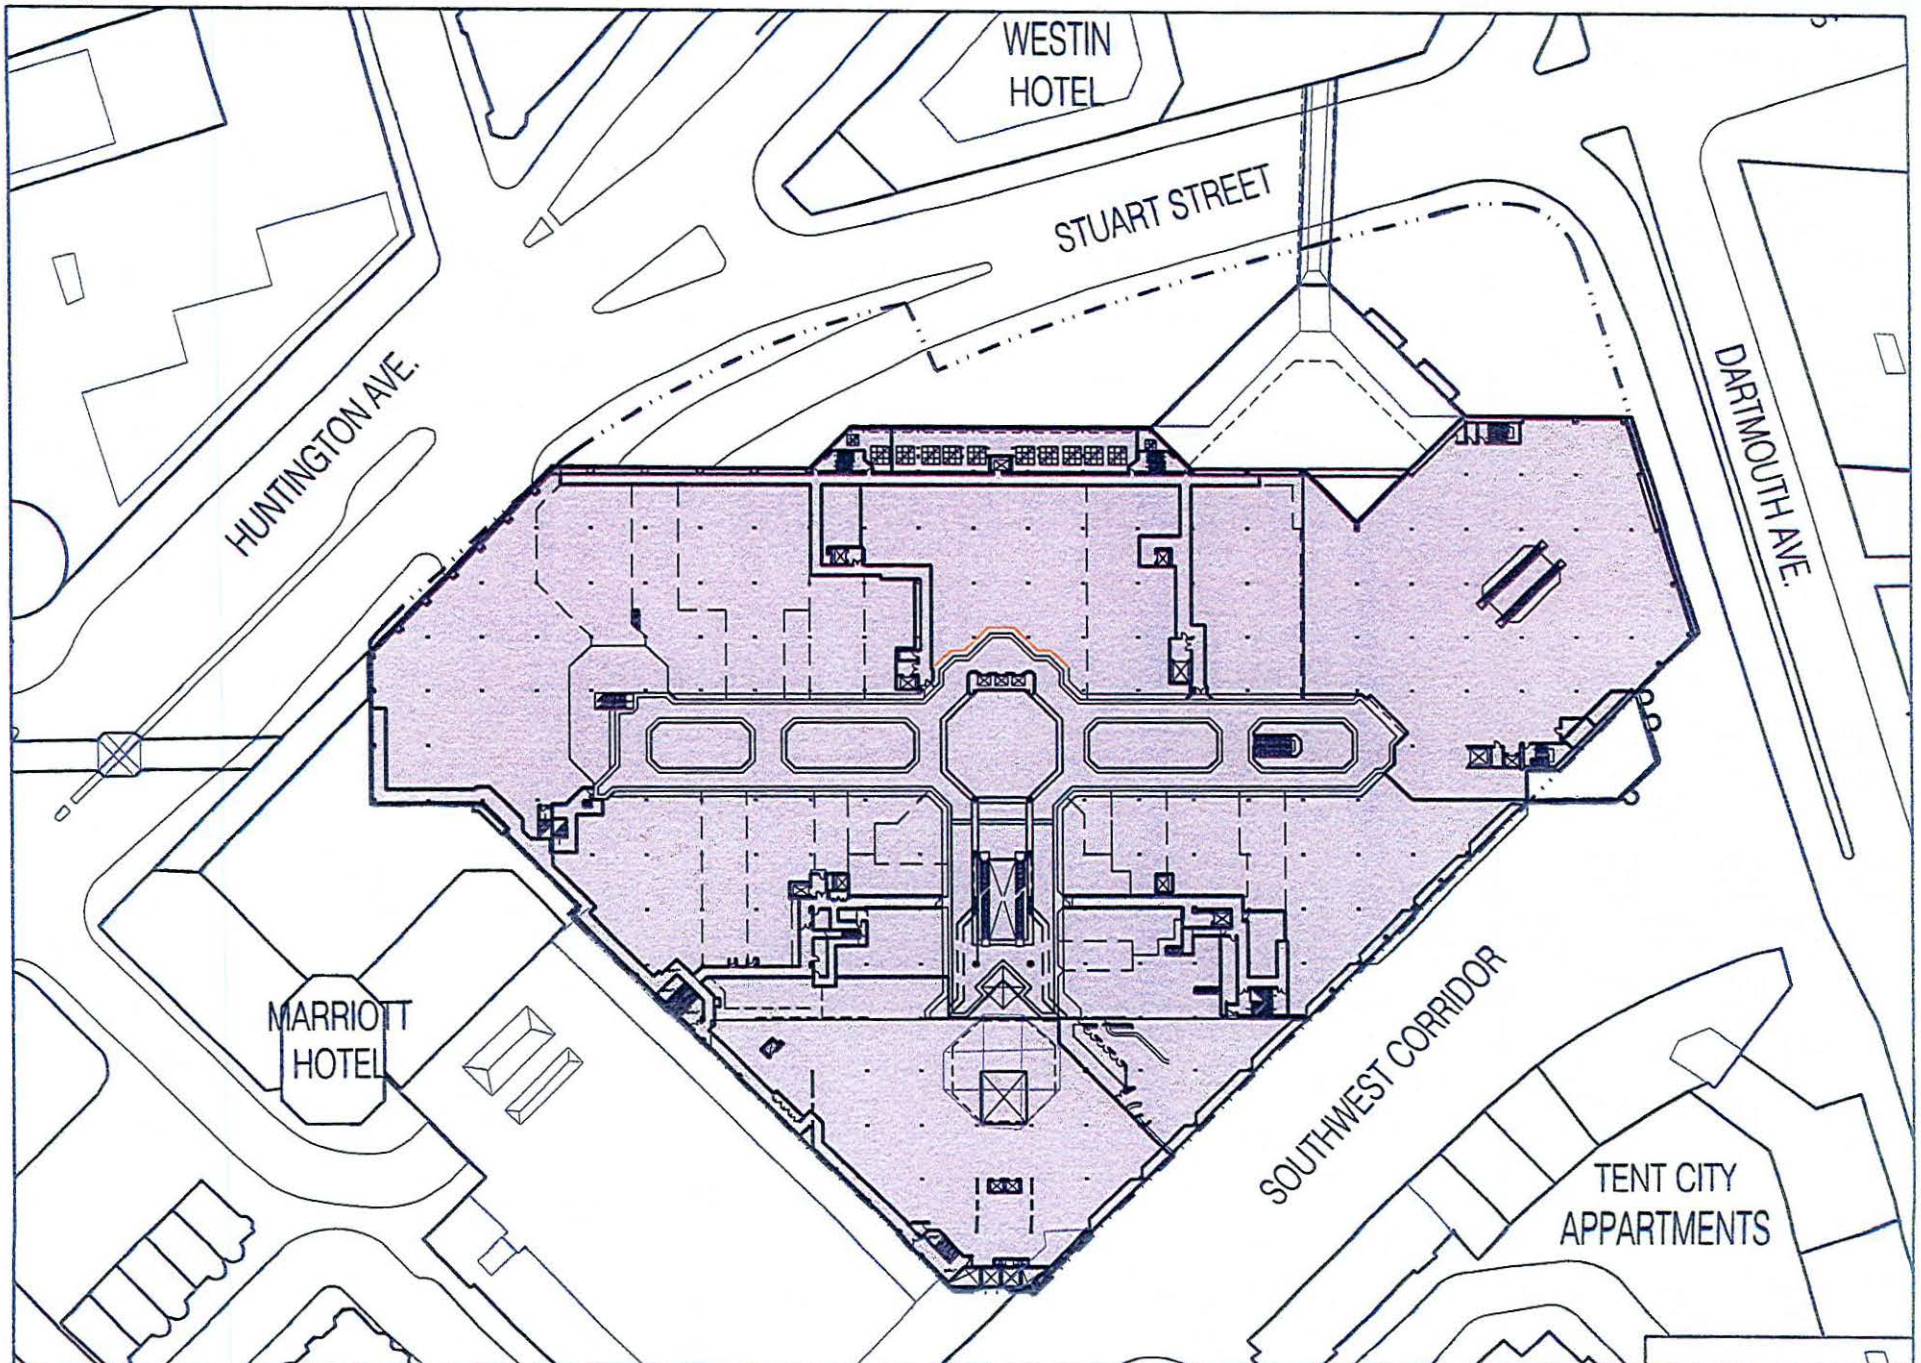 WESTIN
HOTEL
STUART STREET
HUNTINGTON AVE.
DARTMOUTH AVE.
MARRIOTT
HOTEL
SOUTHWEST CORRIDOR
TENT CITY
APPARTMENTS